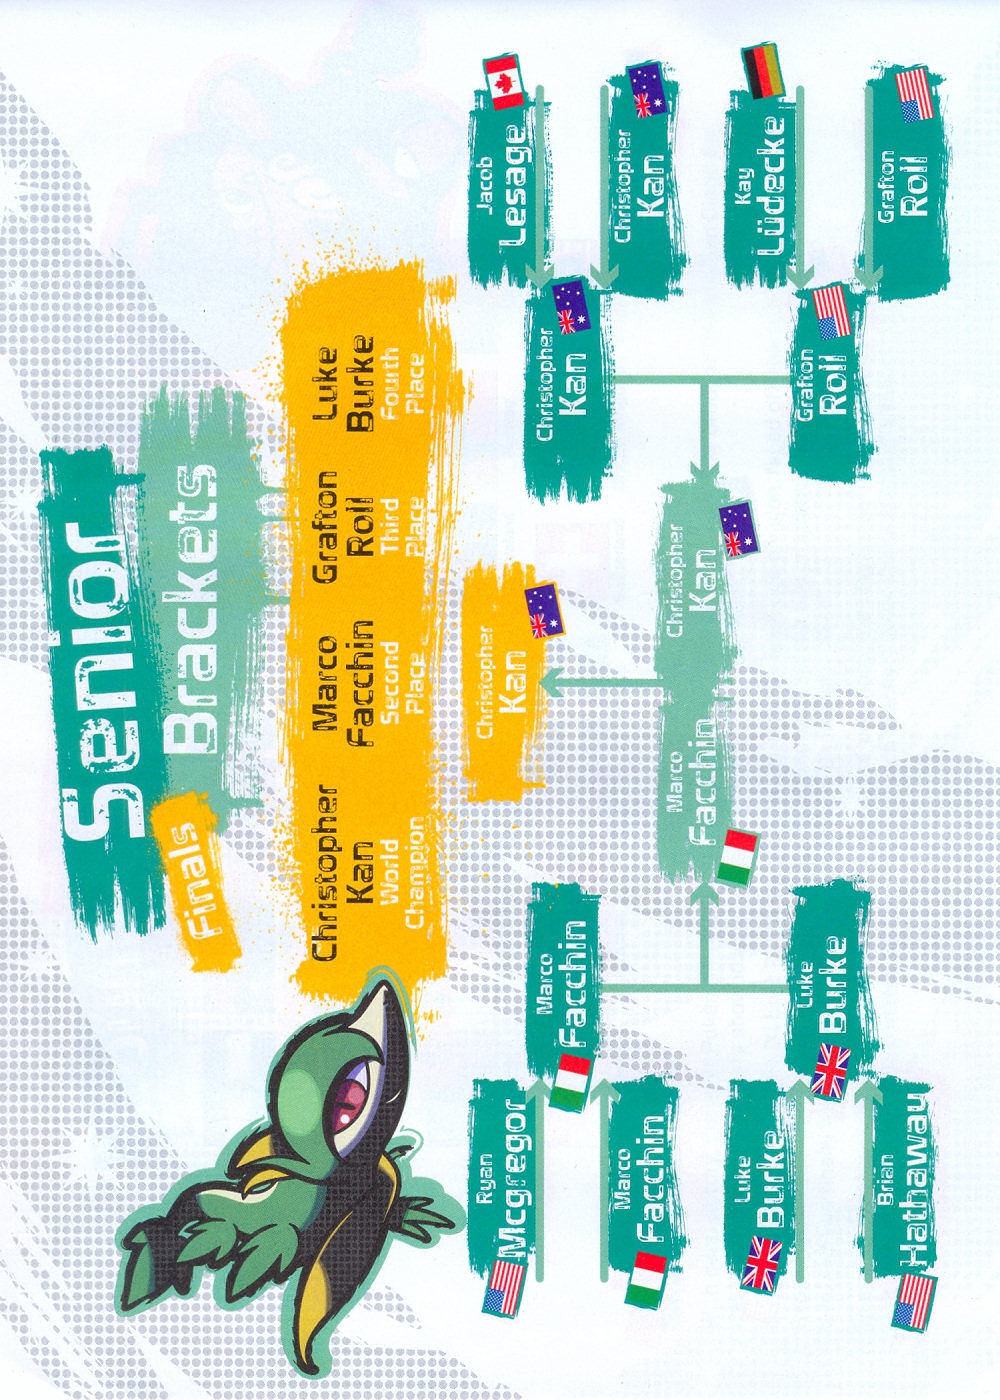 Senior
Finals
Brackets
Christopher
Kan
World
Champion
Marco
Facchin
Second
Place
Grafton
Roll
Third
Place
Luke
Burke
Fourth
Place
Ryan
Mcgregor
Marco
Facchin
Marco
Facchin
Luke
Burke
Brian
Hathaway
Luke
Burke
Christopher
Kan
Marco
Facchin
Christopher
Kan
Jacob
Lesage
Christopher
Kan
Christopher
Kan
Kay
Lüdecke
Grafton
Roll
Grafton
Roll